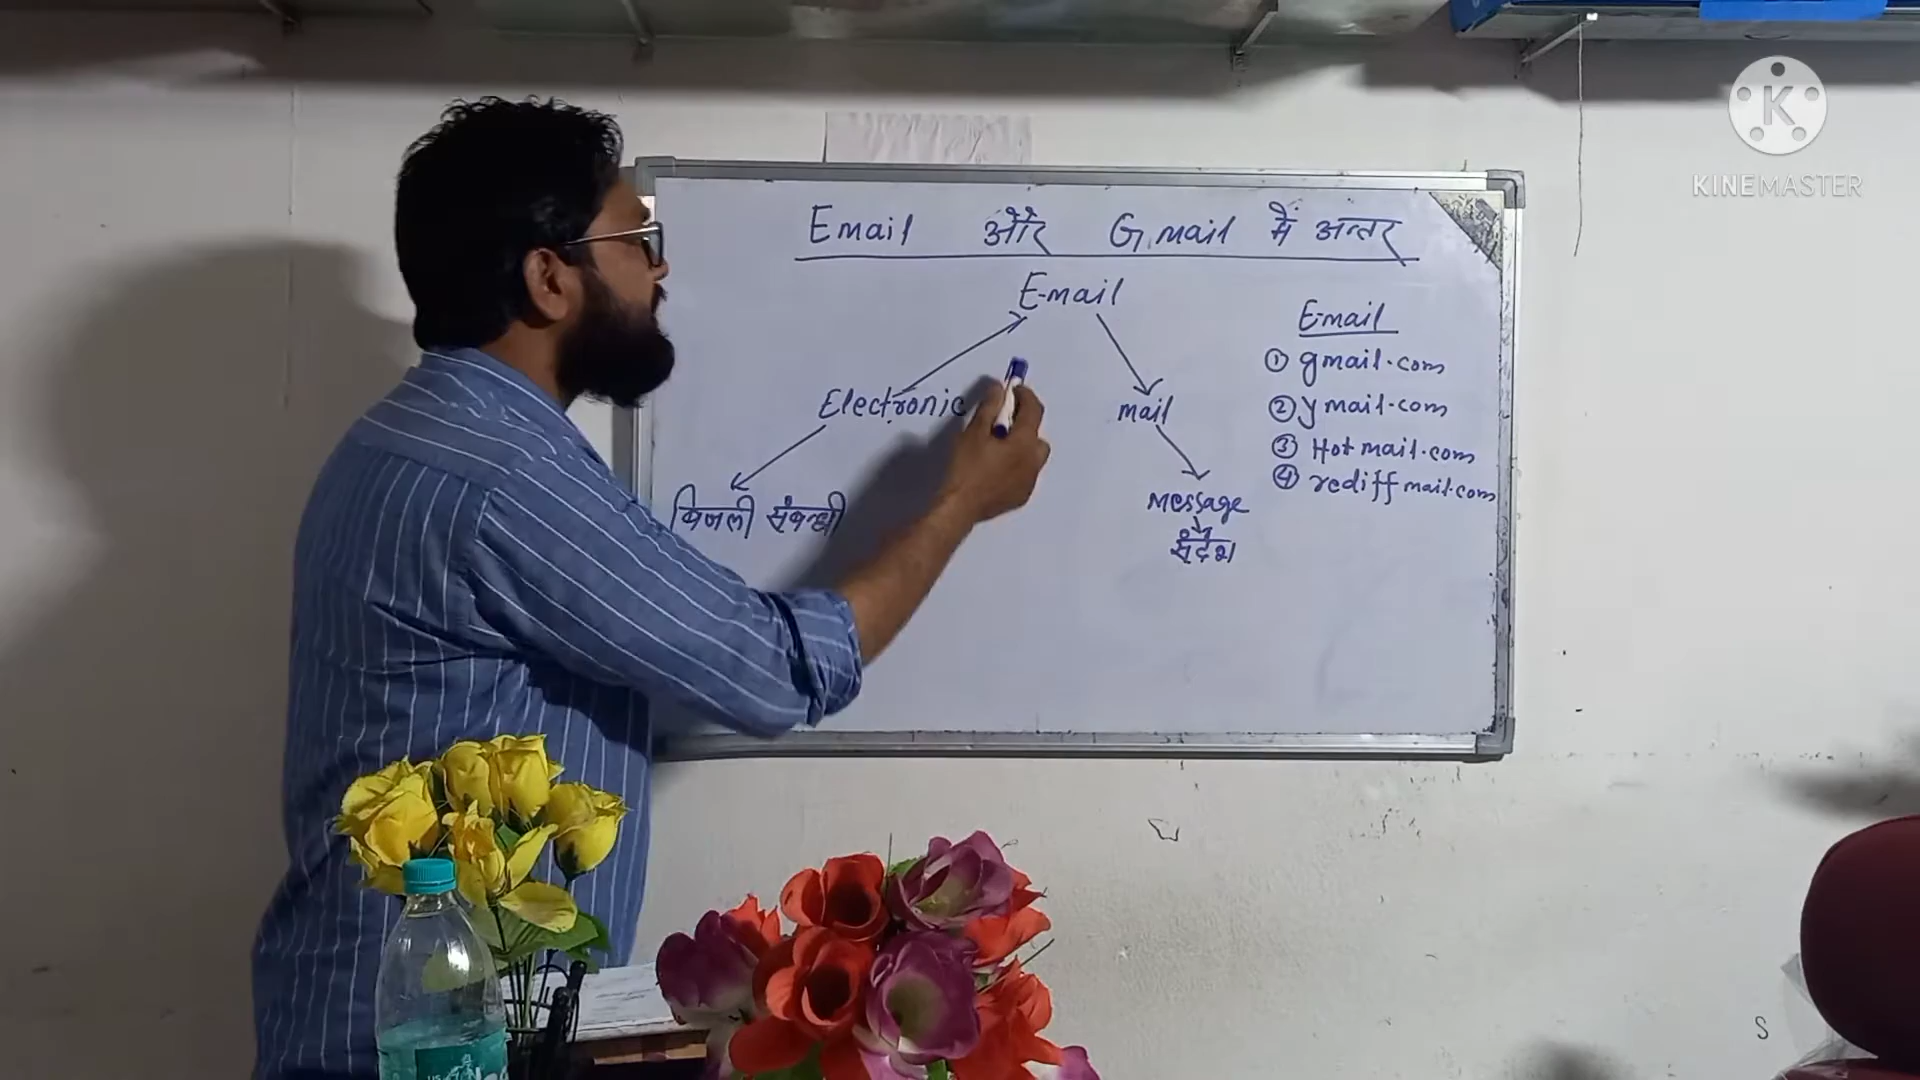 KINEMASTER
Email और Gmail में अन्तर
E-mail
Electronic
mail
बिजली संबन्धी
Message
संदेश
E-mail
① gmail.com
② ymail.com
③ Hotmail.com
④ rediffmail.com